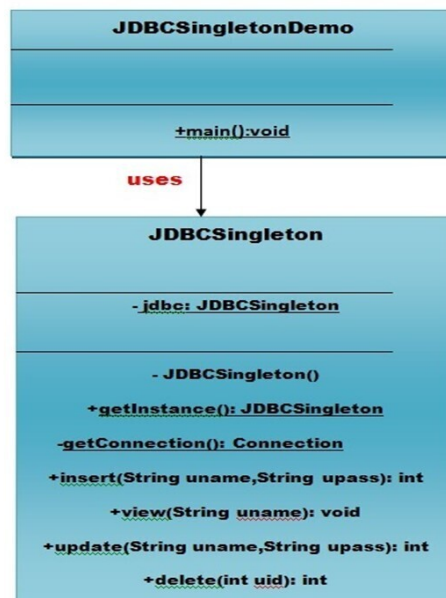 JDBCSingletonDemo
+main():void
uses
JDBCSingleton
- jdbc: JDBCSingleton
- JDBCSingleton()
+getInstance(): JDBCSingleton
-getConnection(): Connection
+insert(String uname,String upass): int
+view(String uname): void
+update(String uname,String upass): int
+delete(int uid): int